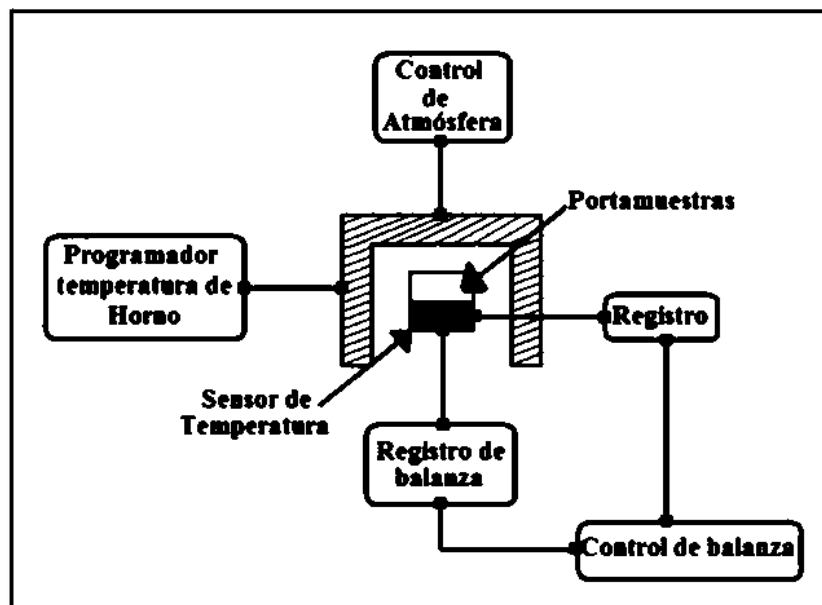 Control
de
Atmósfera
Portamuestras
Programador
temperatura de
Horno
Registro
Sensor de
Temperatura
Registro de
balanza
Control de balanza